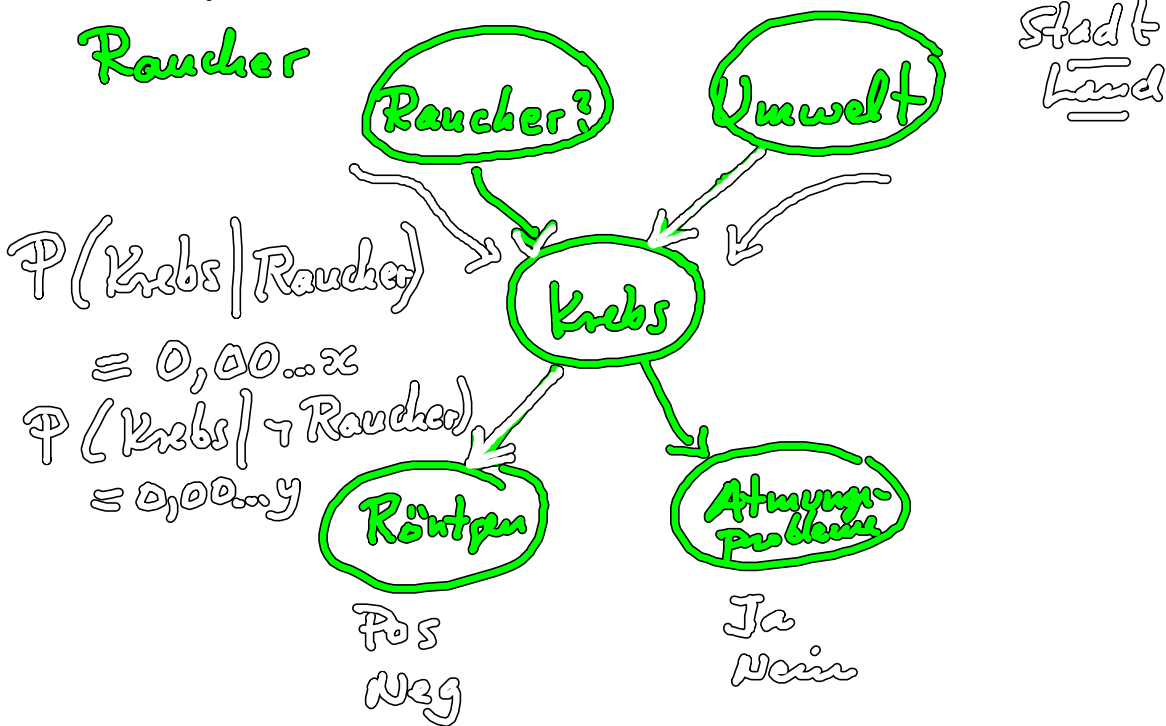 Raucher
Raucher?
Umwelt
Stadt
Land
P(Krebs|Raucher)
= 0,00...x
P(Krebs|¬Raucher)
= 0,00...y
Krebs
Röntgen
Atmungs-
probleme
Pos
Neg
Ja
Nein